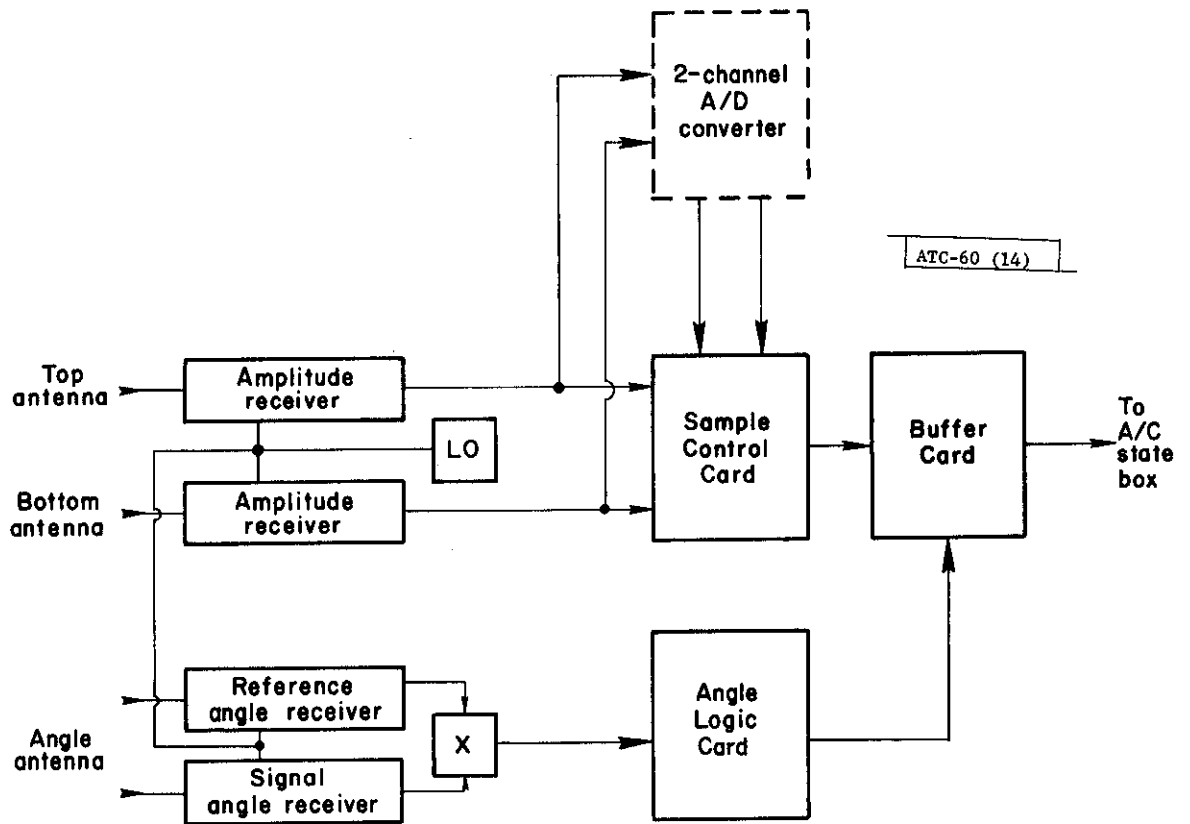 2-channel
A/D
converter
ATC-60 (14)
Top
antenna
Amplitude
receiver
LO
Sample
Control
Card
Buffer
Card
To
A/C
state
box
Bottom
antenna
Amplitude
receiver
Reference
angle receiver
Angle
antenna
X
Angle
Logic
Card
Signal
angle receiver